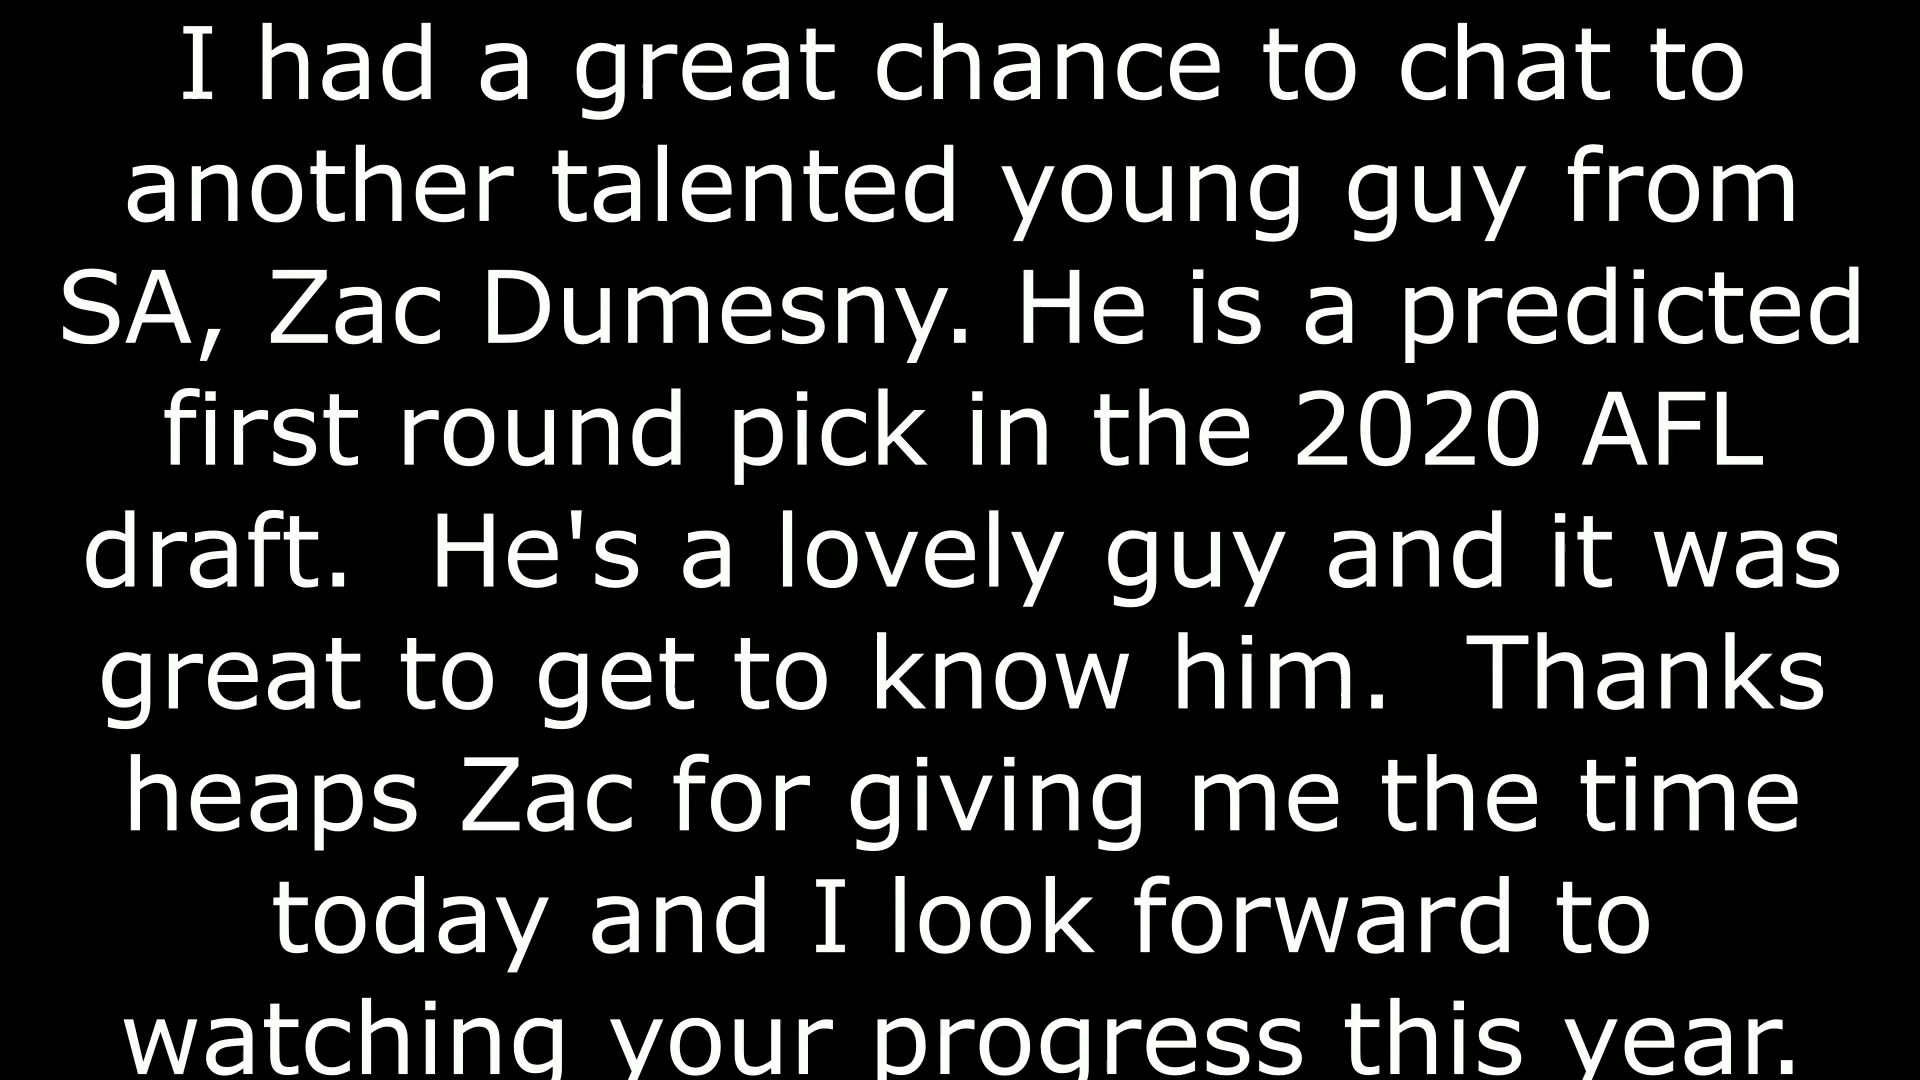 I had a great chance to chat to
another talented young guy from
SA, Zac Dumesny. He is a predicted
first round pick in the 2020 AFL
draft.  He's a lovely guy and it was
great to get to know him.  Thanks
heaps Zac for giving me the time
today and I look forward to
watching your progress this year.